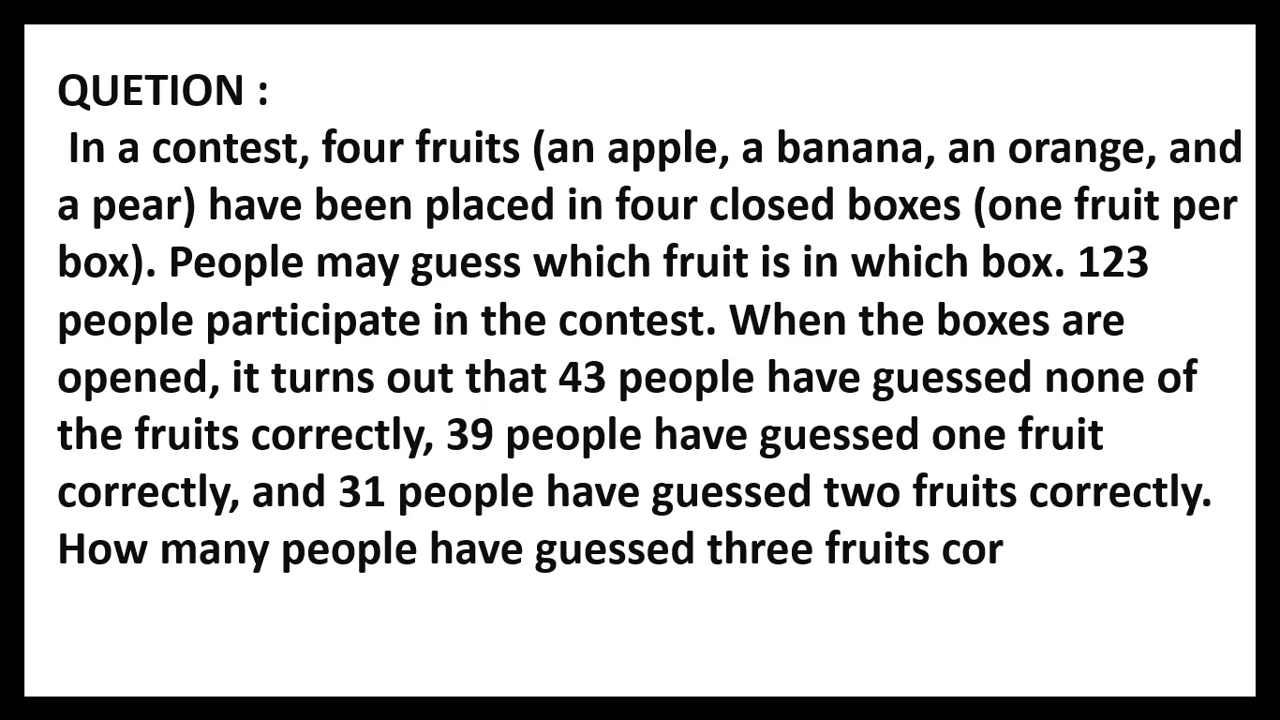 QUETION :
In a contest, four fruits (an apple, a banana, an orange, and
a pear) have been placed in four closed boxes (one fruit per
box). People may guess which fruit is in which box. 123
people participate in the contest. When the boxes are
opened, it turns out that 43 people have guessed none of
the fruits correctly, 39 people have guessed one fruit
correctly, and 31 people have guessed two fruits correctly.
How many people have guessed three fruits cor